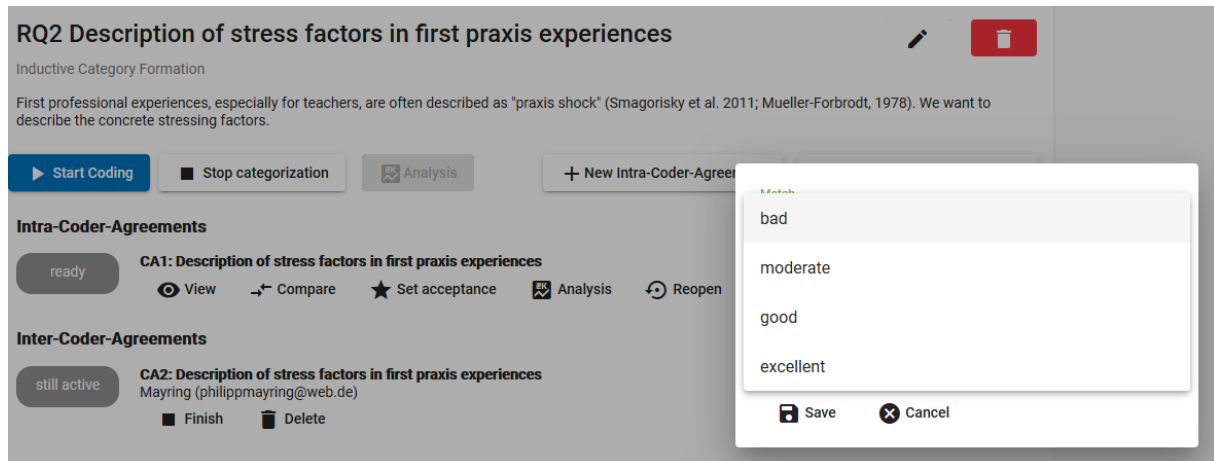 RQ2 Description of stress factors in first praxis experiences
Inductive Category Formation
First professional experiences, especially for teachers, are often described as "praxis shock" (Smagorisky et al. 2011; Mueller-Forbrodt, 1978). We want to
describe the concrete stressing factors.
Start Coding
Stop categorization
Analysis
New Intra-Coder-Agreer
Match
bad
moderate
good
excellent
Save
Cancel
Intra-Coder-Agreements
ready
CA1: Description of stress factors in first praxis experiences
View
Compare
Set acceptance
Analysis
Reopen
Inter-Coder-Agreements
still active
CA2: Description of stress factors in first praxis experiences
Mayring (philippmayring@web.de)
Finish
Delete